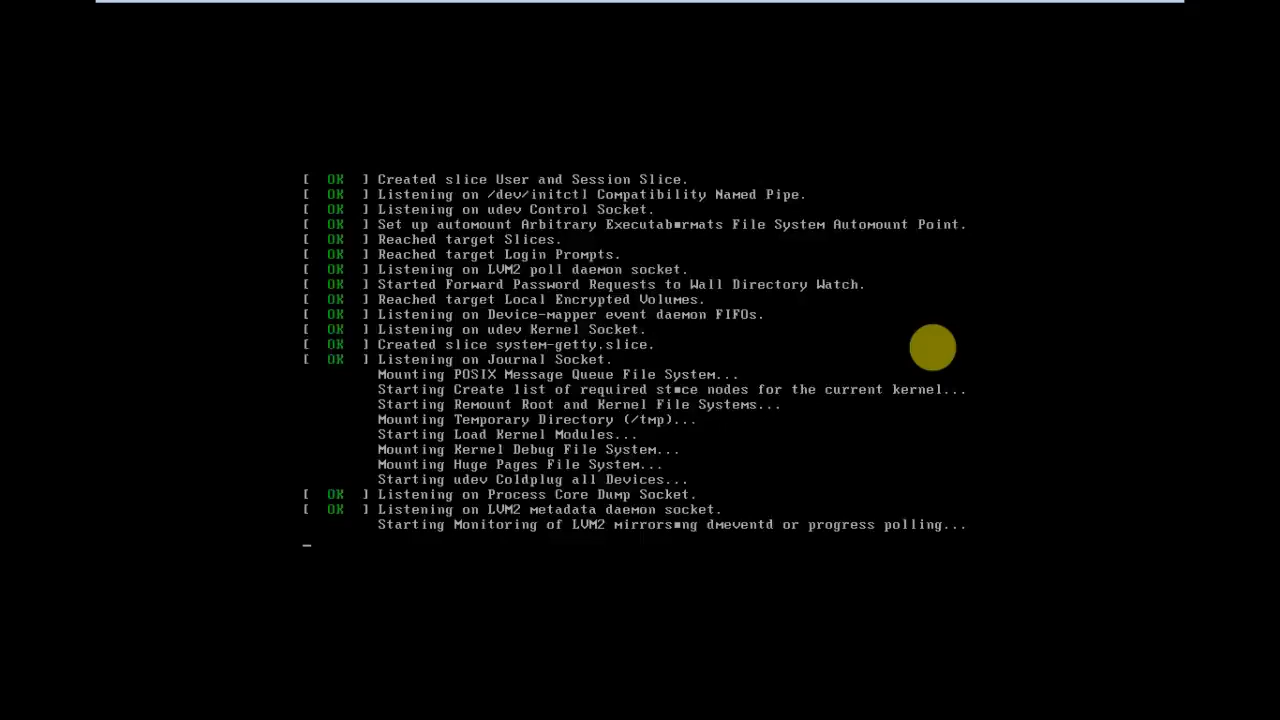 [  OK  ] Created slice User and Session Slice.
[  OK  ] Listening on /dev/initctl Compatibility Named Pipe.
[  OK  ] Listening on udev Control Socket.
[  OK  ] Set up automount Arbitrary Executab■rmats File System Automount Point.
[  OK  ] Reached target Slices.
[  OK  ] Reached target Login Prompts.
[  OK  ] Listening on LVM2 poll daemon socket.
[  OK  ] Started Forward Password Requests to Wall Directory Watch.
[  OK  ] Reached target Local Encrypted Volumes.
[  OK  ] Listening on Device-mapper event daemon FIFOs.
[  OK  ] Listening on udev Kernel Socket.
[  OK  ] Created slice system-getty.slice.
[  OK  ] Listening on Journal Socket.
Mounting POSIX Message Queue File System...
Starting Create list of required st■ce nodes for the current kernel...
Starting Remount Root and Kernel File Systems...
Mounting Temporary Directory (/tmp)...
Starting Load Kernel Modules...
Mounting Kernel Debug File System...
Mounting Huge Pages File System...
Starting udev Coldplug all Devices...
[  OK  ] Listening on Process Core Dump Socket.
[  OK  ] Listening on LVM2 metadata daemon socket.
Starting Monitoring of LVM2 mirrors■ng dmeventd or progress polling...
_